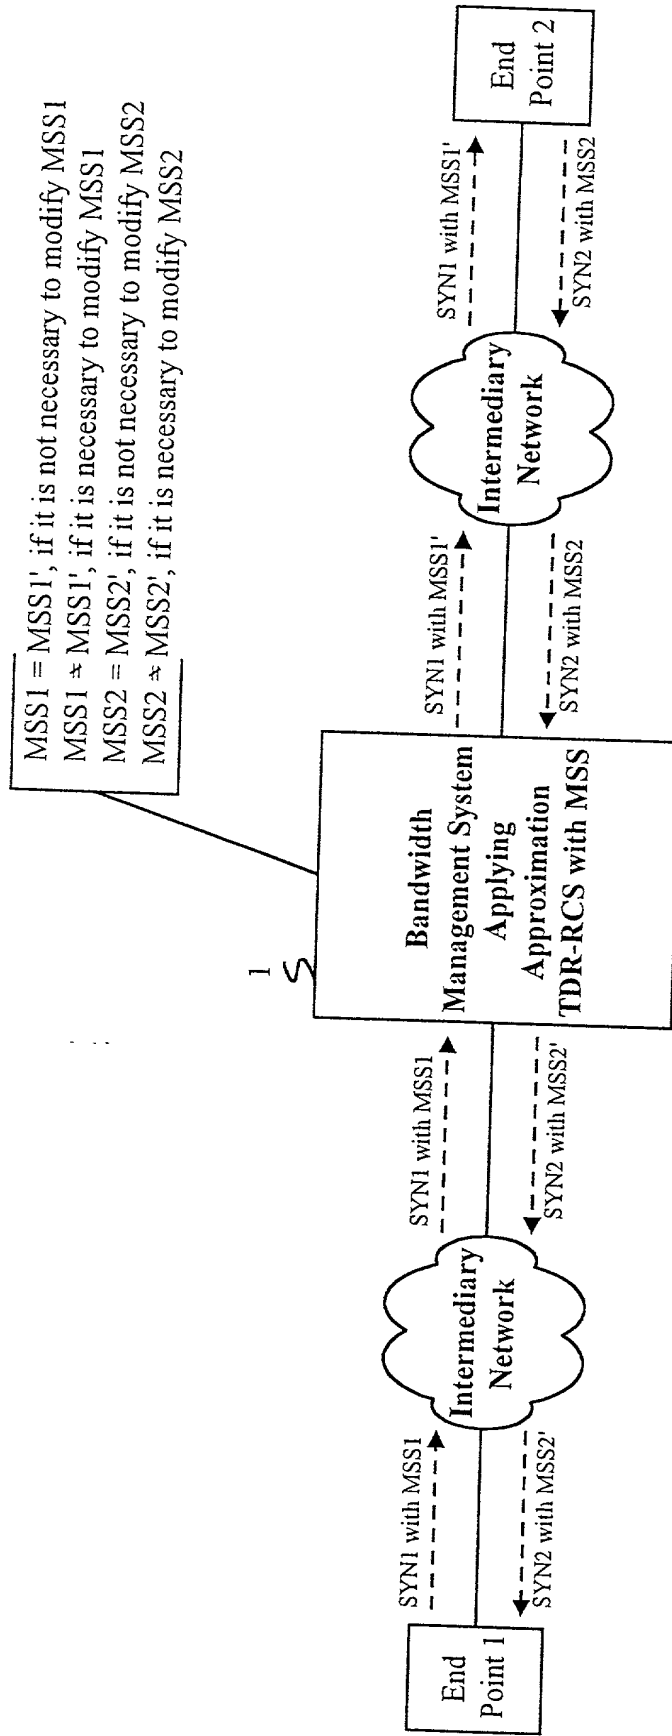 MSS1 = MSS1', if it is not necessary to modify MSS1
MSS1 ≠ MSS1', if it is necessary to modify MSS1
MSS2 = MSS2', if it is not necessary to modify MSS2
MSS2 ≠ MSS2', if it is necessary to modify MSS2
1
End
Point 1
SYN1 with MSS1
SYN2 with MSS2'
Intermediary
Network
SYN1 with MSS1
SYN2 with MSS2'
Bandwidth
Management System
Applying
Approximation
TDR-RCS with MSS
SYN1 with MSS1'
SYN2 with MSS2
Intermediary
Network
SYN1 with MSS1'
SYN2 with MSS2
End
Point 2